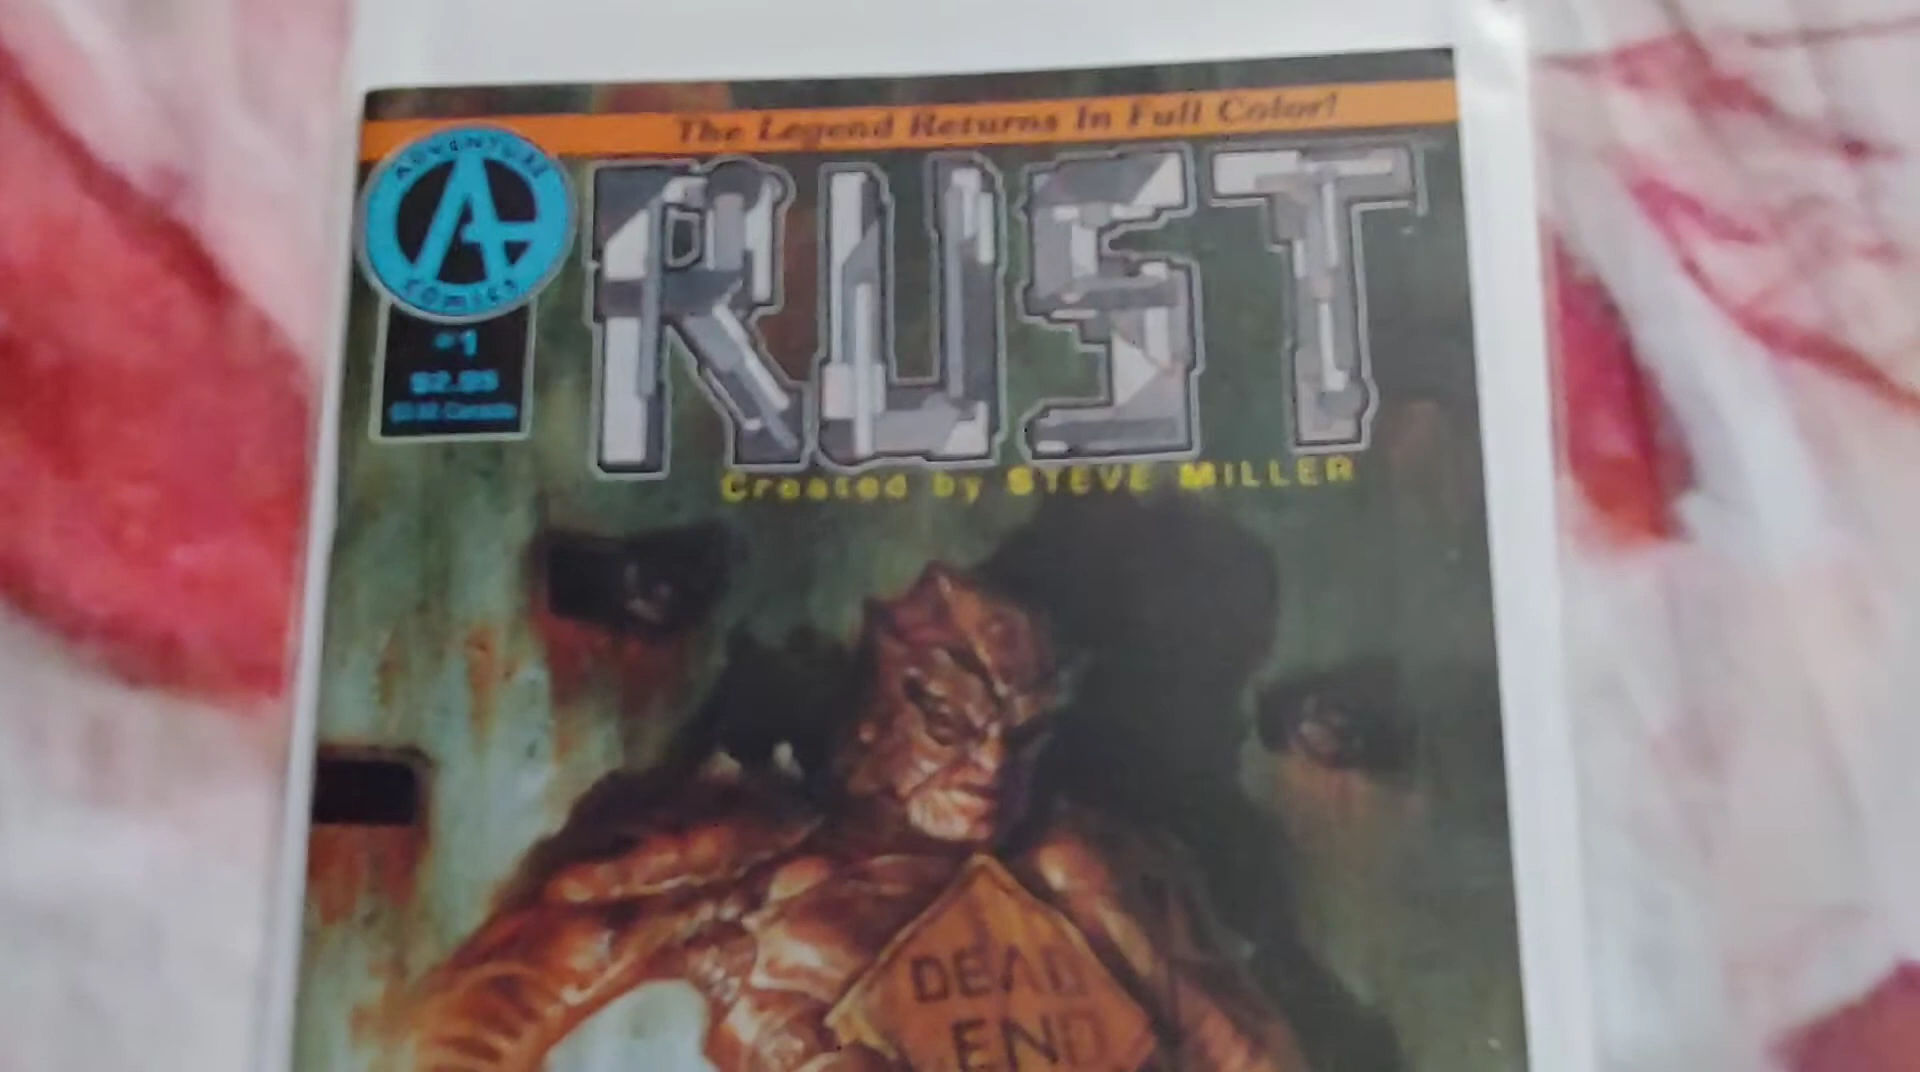 The Legend Returns In Full Color!
ADVENTURE
A
COMICS
RUST
#1
$2.95
Created by STEVE MILLER
DEAD
END